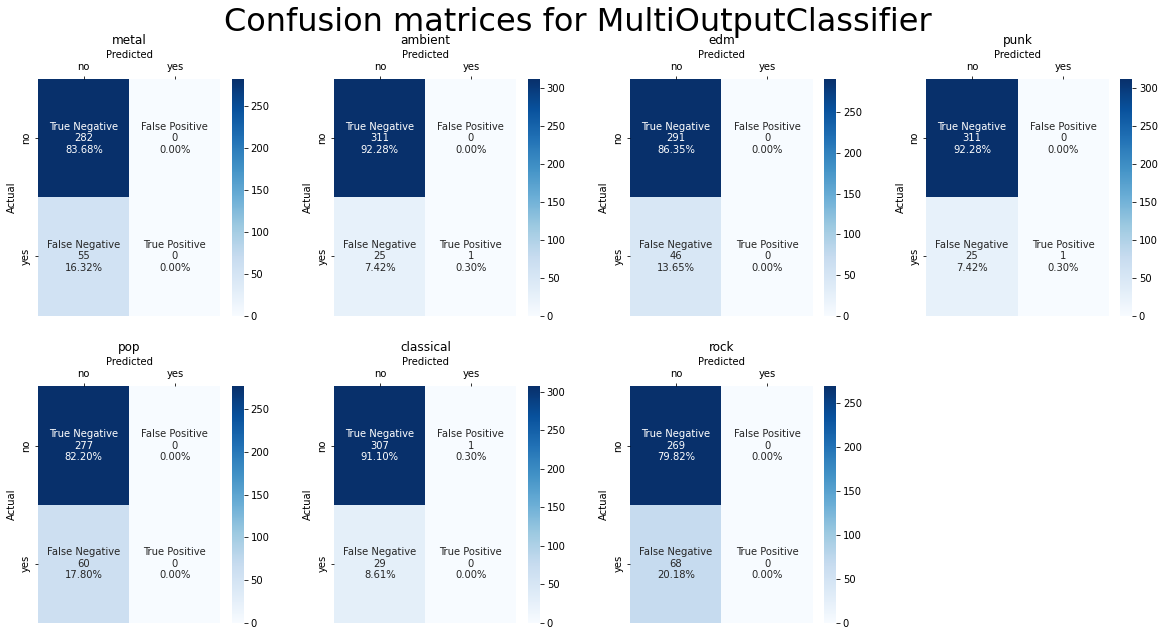 Confusion matrices for MultiOutputClassifier
metal
Predicted
no yes
Actual
no
yes
True Negative
282
83.68%
False Positive
0
0.00%
False Negative
55
16.32%
True Positive
0
0.00%
250
200
150
100
50
0
ambient
Predicted
no yes
Actual
no
yes
True Negative
311
92.28%
False Positive
0
0.00%
False Negative
25
7.42%
True Positive
1
0.30%
300
250
200
150
100
50
0
edm
Predicted
no yes
Actual
no
yes
True Negative
291
86.35%
False Positive
0
0.00%
False Negative
46
13.65%
True Positive
0
0.00%
250
200
150
100
50
0
punk
Predicted
no yes
Actual
no
yes
True Negative
311
92.28%
False Positive
0
0.00%
False Negative
25
7.42%
True Positive
1
0.30%
300
250
200
150
100
50
0
pop
Predicted
no yes
Actual
no
yes
True Negative
277
82.20%
False Positive
0
0.00%
False Negative
60
17.80%
True Positive
0
0.00%
250
200
150
100
50
0
classical
Predicted
no yes
Actual
no
yes
True Negative
307
91.10%
False Positive
1
0.30%
False Negative
29
8.61%
True Positive
0
0.00%
300
250
200
150
100
50
0
rock
Predicted
no yes
Actual
no
yes
True Negative
269
79.82%
False Positive
0
0.00%
False Negative
68
20.18%
True Positive
0
0.00%
250
200
150
100
50
0